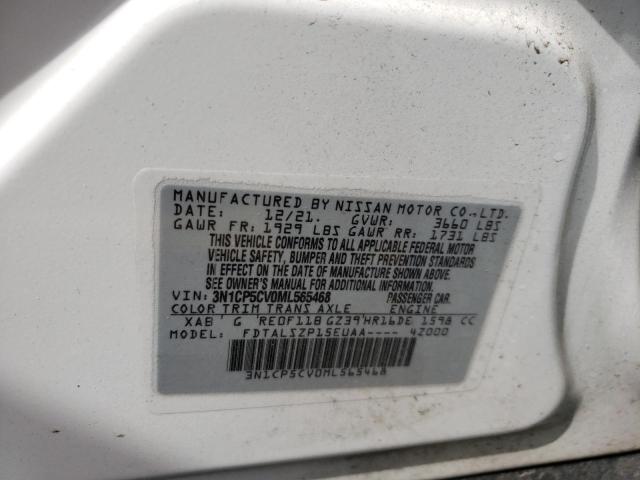 MANUFACTURED BY NISSAN MOTOR CO.,LTD.
DATE: 12/21. GVWR: 3660 LBS
GAWR FR: 1929 LBS GAWR RR: 1731 LBS
THIS VEHICLE CONFORMS TO ALL APPLICABLE FEDERAL MOTOR
VEHICLE SAFETY, BUMPER AND THEFT PREVENTION STANDARDS
IN EFFECT ON THE DATE OF MANUFACTURE SHOWN ABOVE.
SEE OWNER'S MANUAL FOR ADDITIONAL LOADING INFORMATION.
VIN: 3N1CP5CV0ML565468 PASSENGER CAR.
COLOR TRIM TRANS AXLE ENGINE
XAB G RE0F11B GZ39 HR16DE 1598 CC
MODEL: FDTALSZP15EUAA---- 4Z000
3N1CP5CV0ML565468